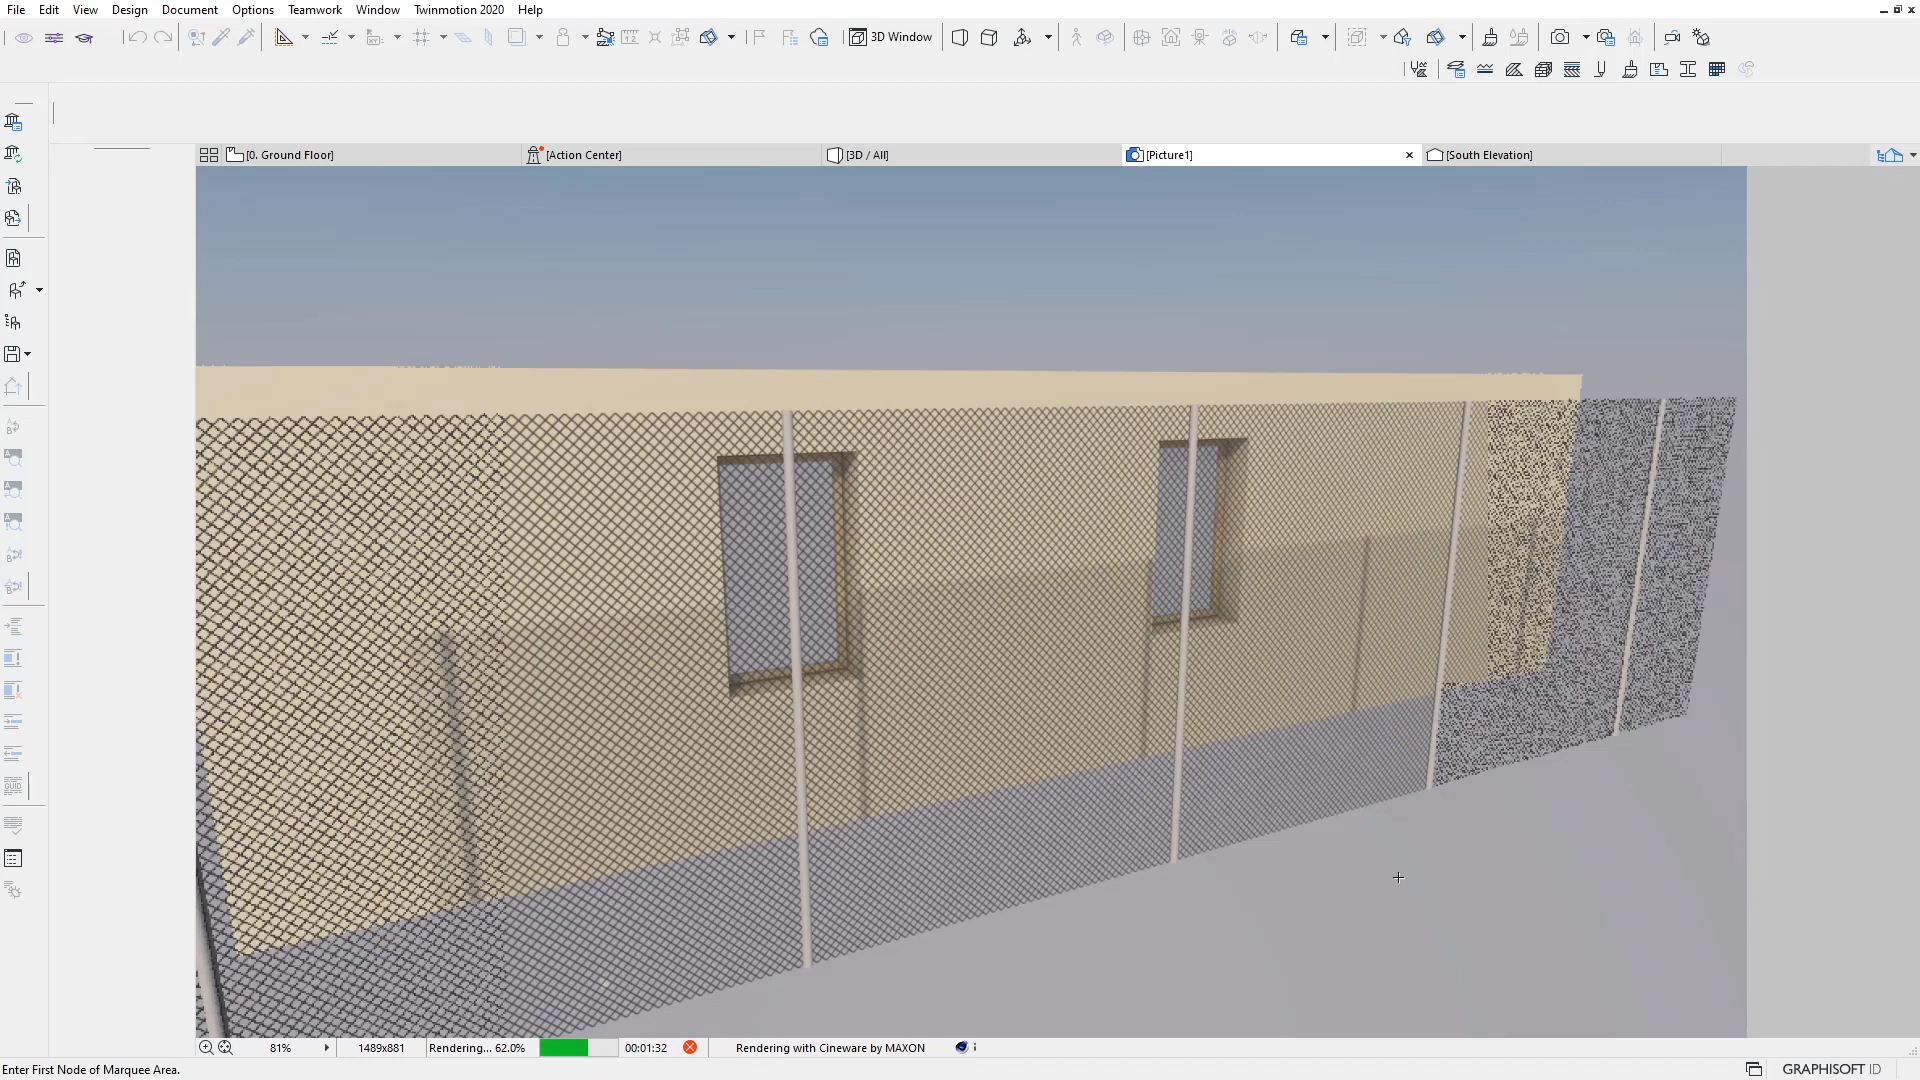 File Edit View Design Document Options Teamwork Window Twinmotion 2020 Help
3D Window
[0. Ground Floor] [Action Center] [3D / All] [Picture1] [South Elevation]
81% 1489x881 Rendering... 62.0% 00:01:32 Rendering with Cineware by MAXON
Enter First Node of Marquee Area. GRAPHISOFT ID